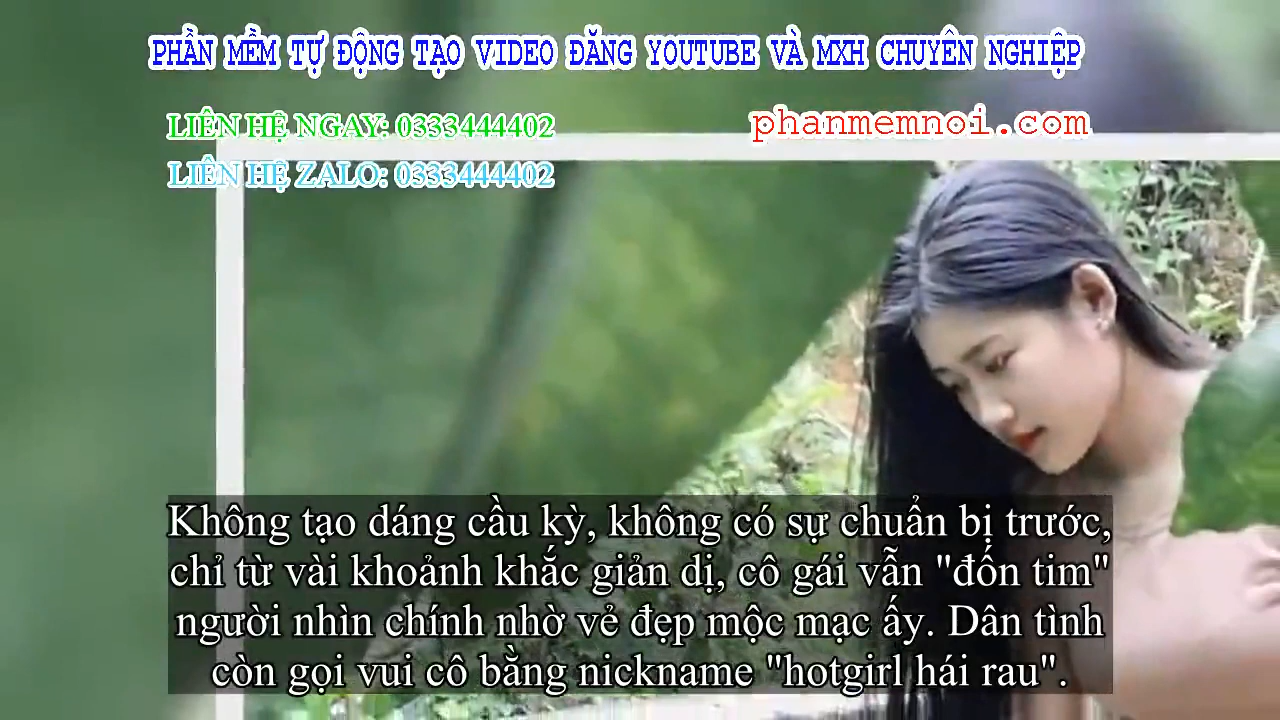 PHẦN MỀM TỰ ĐỘNG TẠO VIDEO ĐĂNG YOUTUBE VÀ MXH CHUYÊN NGHIỆP
LIÊN HỆ NGAY: 0333444402
phanmemnoi.com
LIÊN HỆ ZALO: 0333444402
Không tạo dáng cầu kỳ, không có sự chuẩn bị trước,
chỉ từ vài khoảnh khắc giản dị, cô gái vẫn "đốn tim"
người nhìn chính nhờ vẻ đẹp mộc mạc ấy. Dân tình
còn gọi vui cô bằng nickname "hotgirl hái rau".